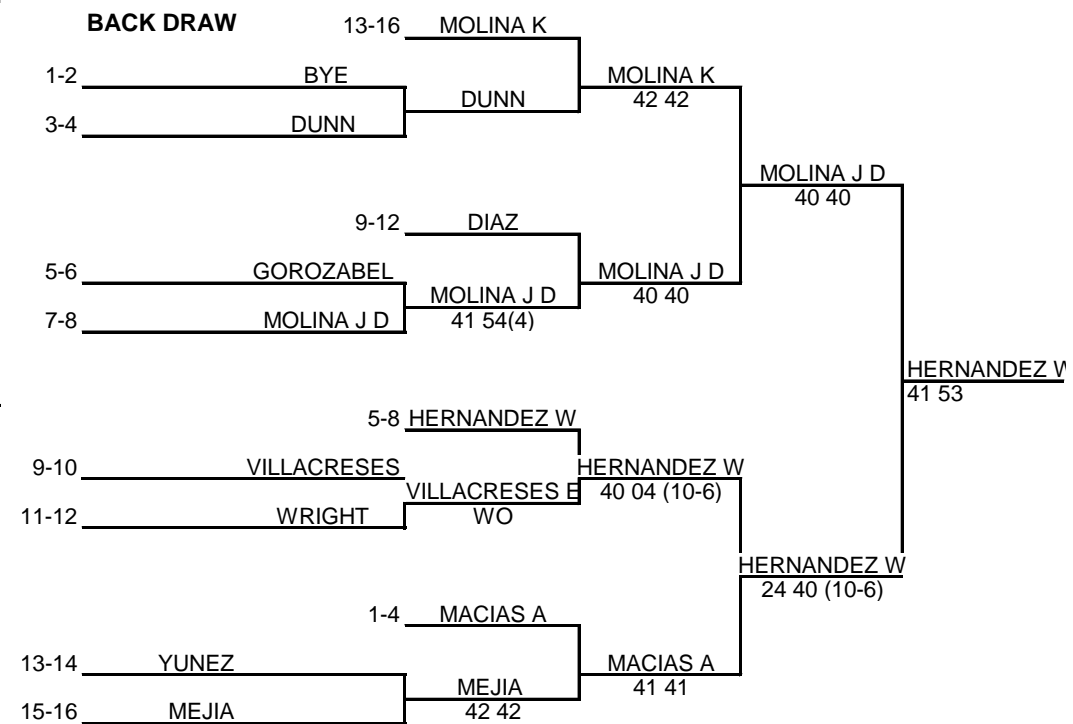 BACK DRAW
13-16 MOLINA K
1-2 BYE
MOLINA K
DUNN
42 42
3-4 DUNN
MOLINA J D
40 40
9-12 DIAZ
5-6 GOROZABEL
MOLINA J D
MOLINA J D
40 40
7-8 MOLINA J D
41 54(4)
HERNANDEZ W
41 53
5-8 HERNANDEZ W
9-10 VILLACRESES
HERNANDEZ W
VILLACRESES E
40 04 (10-6)
11-12 WRIGHT
WO
HERNANDEZ W
24 40 (10-6)
1-4 MACIAS A
13-14 YUNEZ
MACIAS A
MEJIA
41 41
15-16 MEJIA
42 42